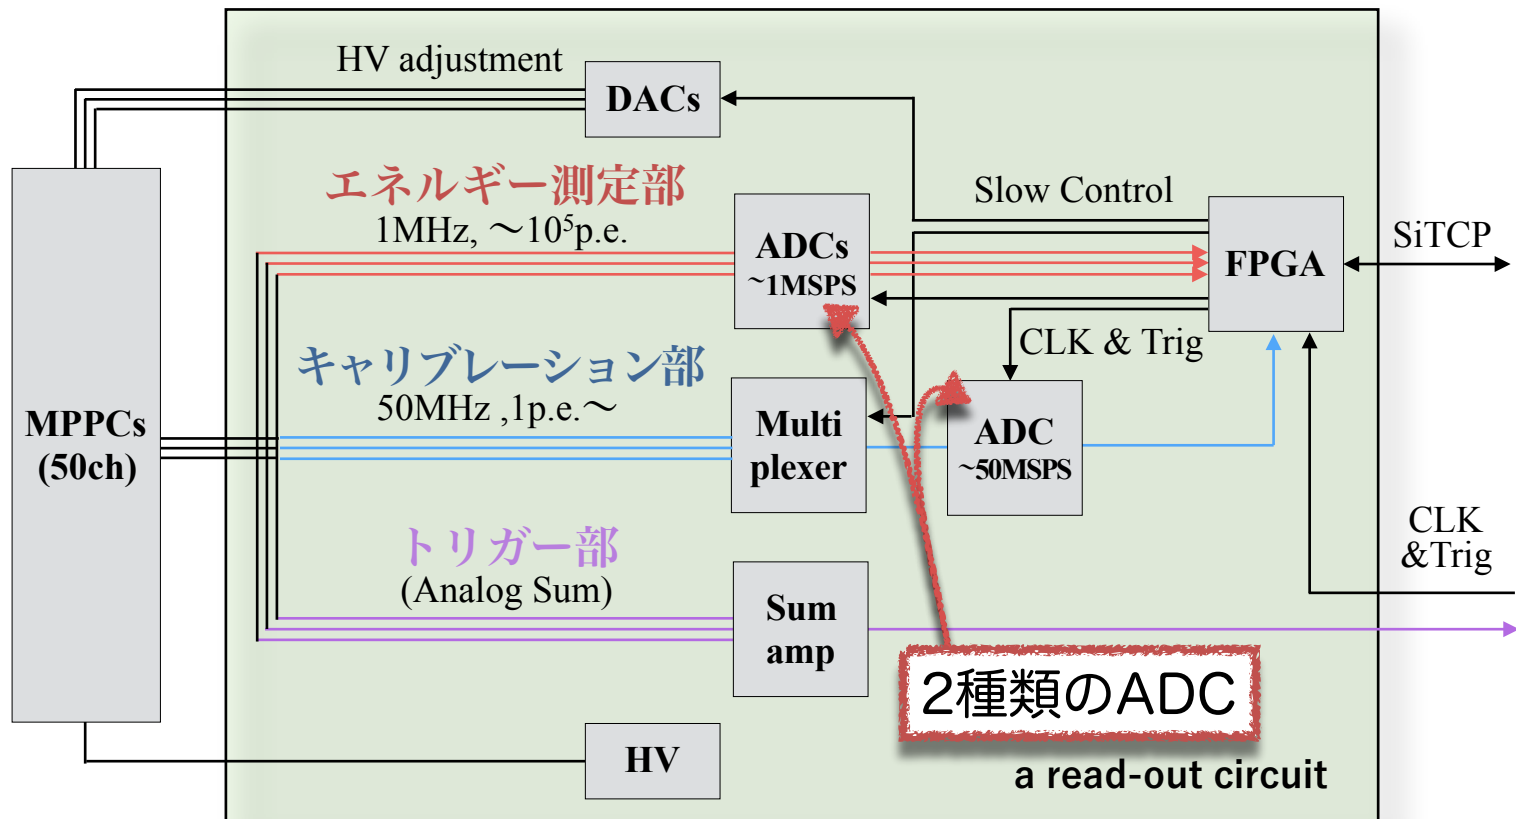 HV adjustment
DACs
エネルギー測定部
1MHz, 〜10⁵p.e.
ADCs
~1MSPS
Slow Control
FPGA
SiTCP
キャリブレーション部
50MHz ,1p.e.〜
CLK & Trig
MPPCs
(50ch)
Multi
plexer
ADC
~50MSPS
トリガー部
(Analog Sum)
Sum
amp
CLK
&Trig
2種類のADC
HV
a read-out circuit